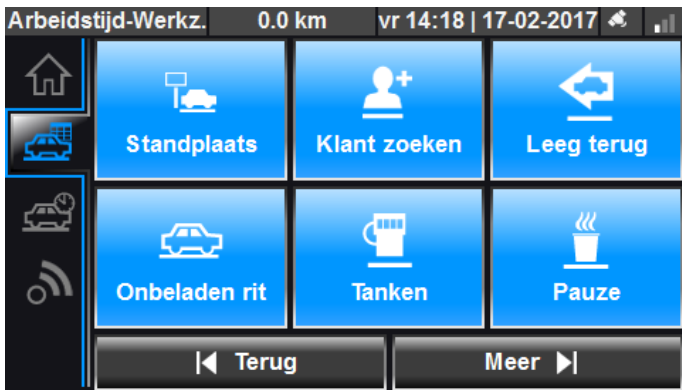 Arbeidstijd-Werkz. 0.0 km vr 14:18 | 17-02-2017
Standplaats Klant zoeken Leeg terug
Onbeladen rit Tanken Pauze
Terug Meer